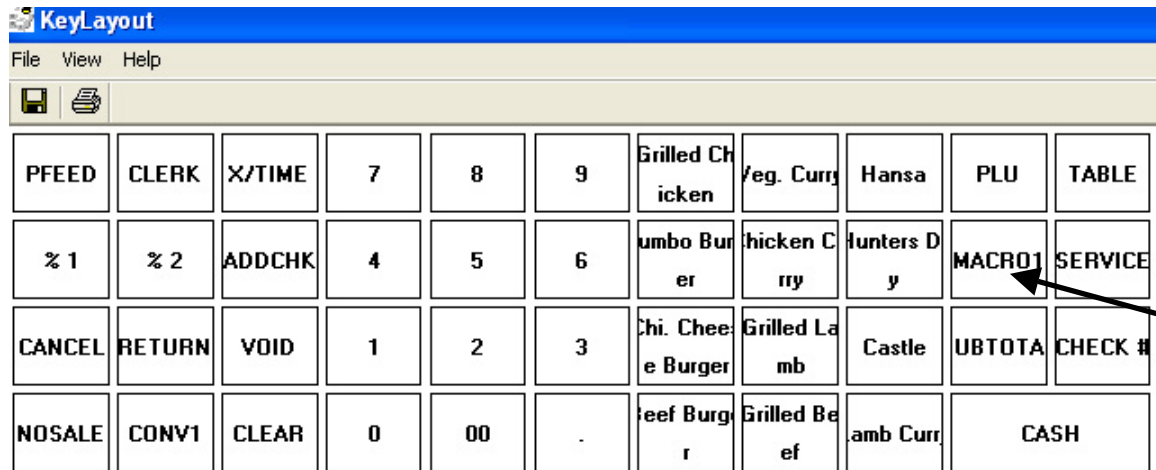 KeyLayout
File View Help
PFEED
CLERK
X/TIME
7
8
9
Grilled Ch
icken
Veg. Curry
Hansa
PLU
TABLE
% 1
% 2
ADDCHK
4
5
6
umbo Bur
er
hicken C
rry
Hunters D
y
MACRO1
SERVICE
CANCEL
RETURN
VOID
1
2
3
Chi. Chees
e Burger
Grilled La
mb
Castle
UBTOTA
CHECK #
NOSALE
CONV1
CLEAR
0
00
.
eef Burg
r
Grilled Be
ef
amb Curr
CASH